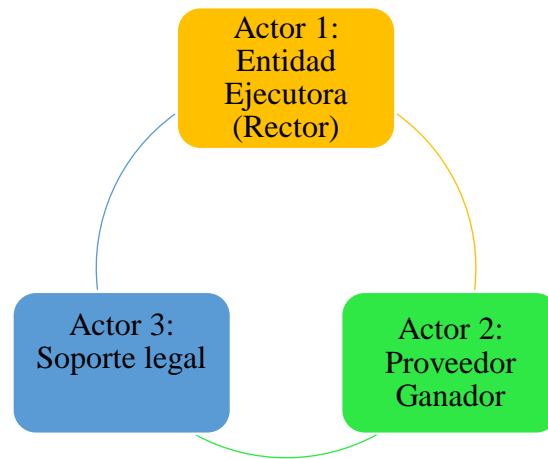 Actor 1:
Entidad
Ejecutora
(Rector)
Actor 3:
Soporte legal
Actor 2:
Proveedor
Ganador